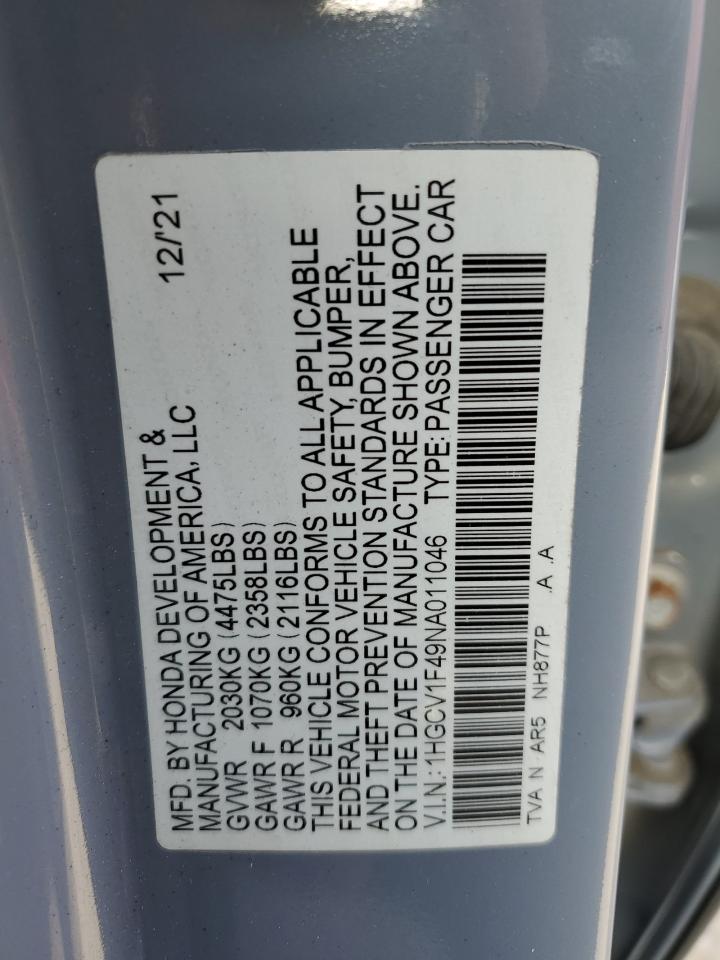 MFD. BY HONDA DEVELOPMENT &
MANUFACTURING OF AMERICA, LLC 12/'21
GVWR 2030KG (4475LBS)
GAWR F 1070KG (2358LBS)
GAWR R 960KG (2116LBS)
THIS VEHICLE CONFORMS TO ALL APPLICABLE
FEDERAL MOTOR VEHICLE SAFETY, BUMPER,
AND THEFT PREVENTION STANDARDS IN EFFECT
ON THE DATE OF MANUFACTURE SHOWN ABOVE.
V.I.N.: 1HGCV1F49NA011046 TYPE: PASSENGER CAR
TVA N AR5 NH877P .A .A